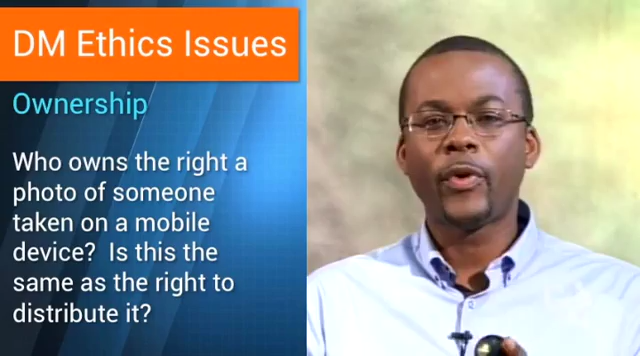 DM Ethics Issues
Ownership
Who owns the right a
photo of someone
taken on a mobile
device? Is this the
same as the right to
distribute it?